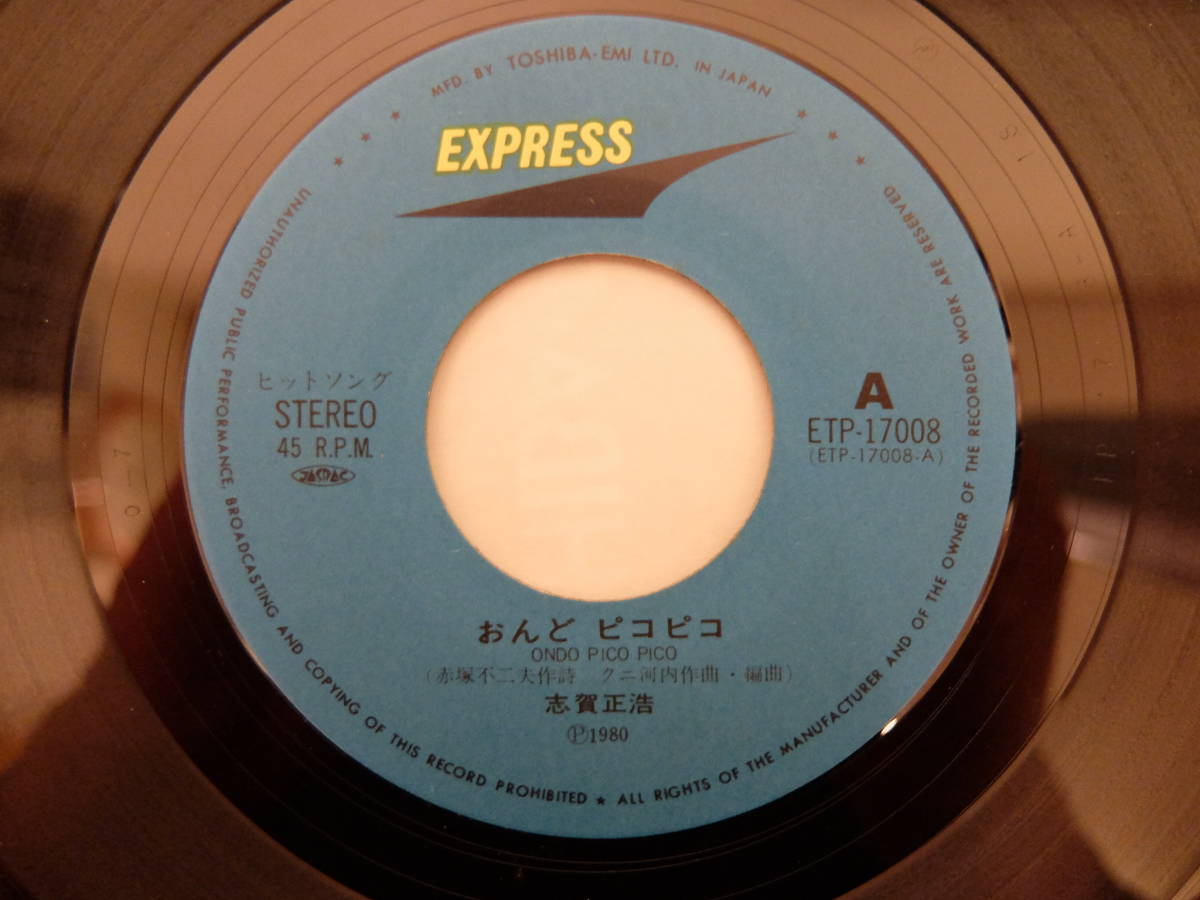 MFD. BY TOSHIBA-EMI LTD. IN JAPAN
EXPRESS
ヒットソング
STEREO
45 R.P.M.
JASRAC
A
ETP-17008
(ETP-17008-A)
おんど ピコピコ
ONDO PICO PICO
(赤塚不二夫作詩 クニ河内作曲・編曲)
志賀正浩
Ⓟ1980
UNAUTHORIZED PUBLIC PERFORMANCE, BROADCASTING AND COPYING OF THIS RECORD PROHIBITED ★ ALL RIGHTS OF THE MANUFACTURER AND OF THE OWNER OF THE RECORDED WORK ARE RESERVED